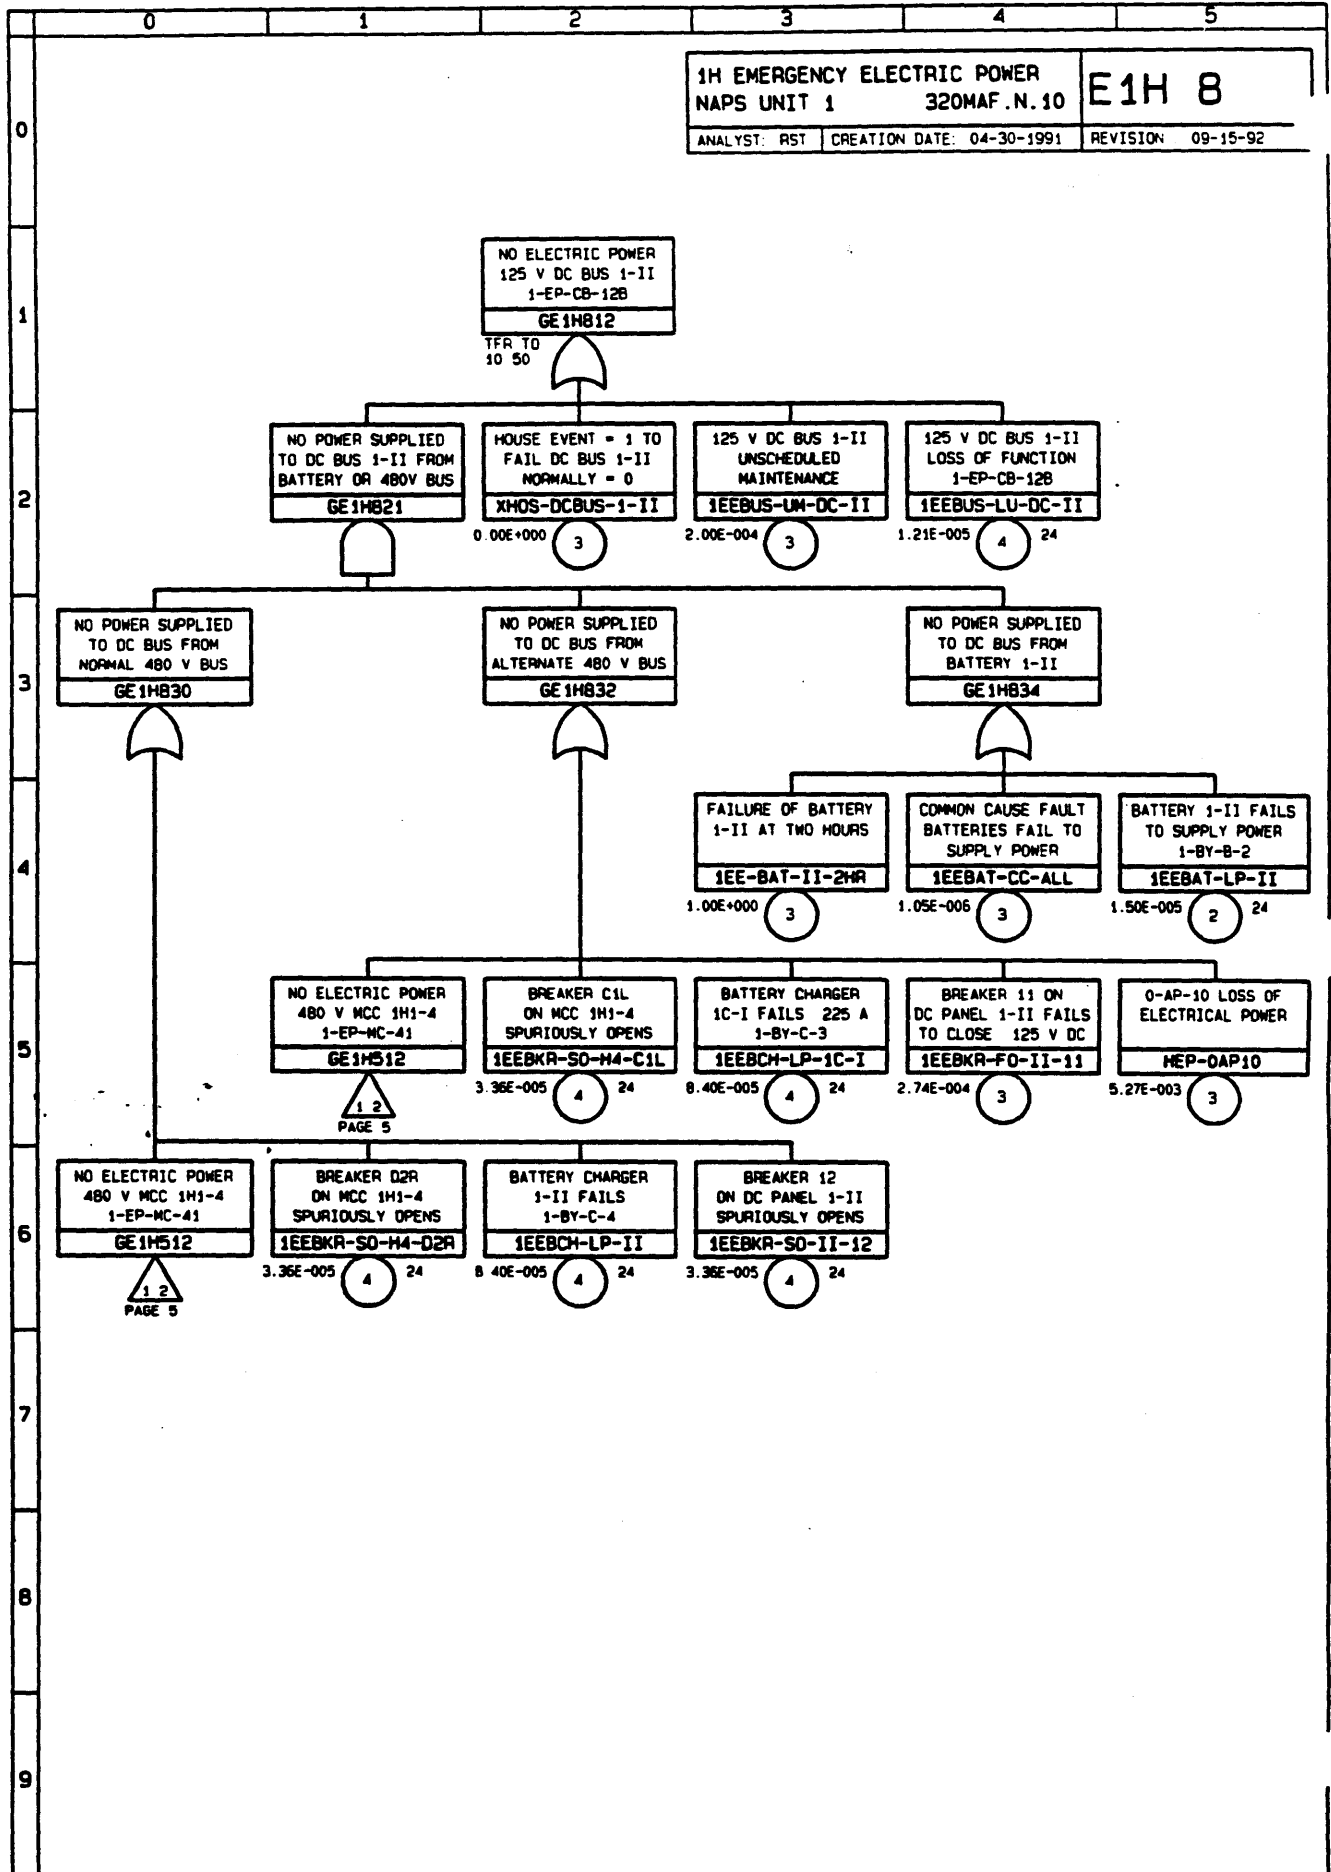 0 1 2 3 4 5
1H EMERGENCY ELECTRIC POWER
NAPS UNIT 1 320MAF.N.10
E1H 8
ANALYST: RST CREATION DATE: 04-30-1991 REVISION 09-15-92
0
NO ELECTRIC POWER
125 V DC BUS 1-II
1-EP-CB-12B
GE1H812
TFR TO
10 50
1
NO POWER SUPPLIED
TO DC BUS 1-II FROM
BATTERY OR 480V BUS
GE1H821
HOUSE EVENT = 1 TO
FAIL DC BUS 1-II
NORMALLY = 0
XHOS-DCBUS-1-II
0.00E+000 3
125 V DC BUS 1-II
UNSCHEDULED
MAINTENANCE
1EEBUS-UM-DC-II
2.00E-004 3
125 V DC BUS 1-II
LOSS OF FUNCTION
1-EP-CB-12B
1EEBUS-LU-DC-II
1.21E-005 4 24
2
NO POWER SUPPLIED
TO DC BUS FROM
NORMAL 480 V BUS
GE1H830
NO POWER SUPPLIED
TO DC BUS FROM
ALTERNATE 480 V BUS
GE1H832
NO POWER SUPPLIED
TO DC BUS FROM
BATTERY 1-II
GE1H834
3
FAILURE OF BATTERY
1-II AT TWO HOURS
1EE-BAT-II-2HR
1.00E+000 3
COMMON CAUSE FAULT
BATTERIES FAIL TO
SUPPLY POWER
1EEBAT-CC-ALL
1.05E-006 3
BATTERY 1-II FAILS
TO SUPPLY POWER
1-BY-B-2
1EEBAT-LP-II
1.50E-005 2 24
4
NO ELECTRIC POWER
480 V MCC 1H1-4
1-EP-MC-41
GE1H512
1 2
PAGE 5
BREAKER C1L
ON MCC 1H1-4
SPURIOUSLY OPENS
1EEBKR-SO-H4-C1L
3.36E-005 4 24
BATTERY CHARGER
1C-I FAILS 225 A
1-BY-C-3
1EEBCH-LP-1C-I
8.40E-005 4 24
BREAKER 11 ON
DC PANEL 1-II FAILS
TO CLOSE 125 V DC
1EEBKR-FO-II-11
2.74E-004 3
0-AP-10 LOSS OF
ELECTRICAL POWER
HEP-0AP10
5.27E-003 3
5
NO ELECTRIC POWER
480 V MCC 1H1-4
1-EP-MC-41
GE1H512
1 2
PAGE 5
BREAKER D2R
ON MCC 1H1-4
SPURIOUSLY OPENS
1EEBKR-SO-H4-D2R
3.36E-005 4 24
BATTERY CHARGER
1-II FAILS
1-BY-C-4
1EEBCH-LP-II
8 40E-005 4 24
BREAKER 12
ON DC PANEL 1-II
SPURIOUSLY OPENS
1EEBKR-SO-II-12
3.36E-005 4 24
6
7
8
9